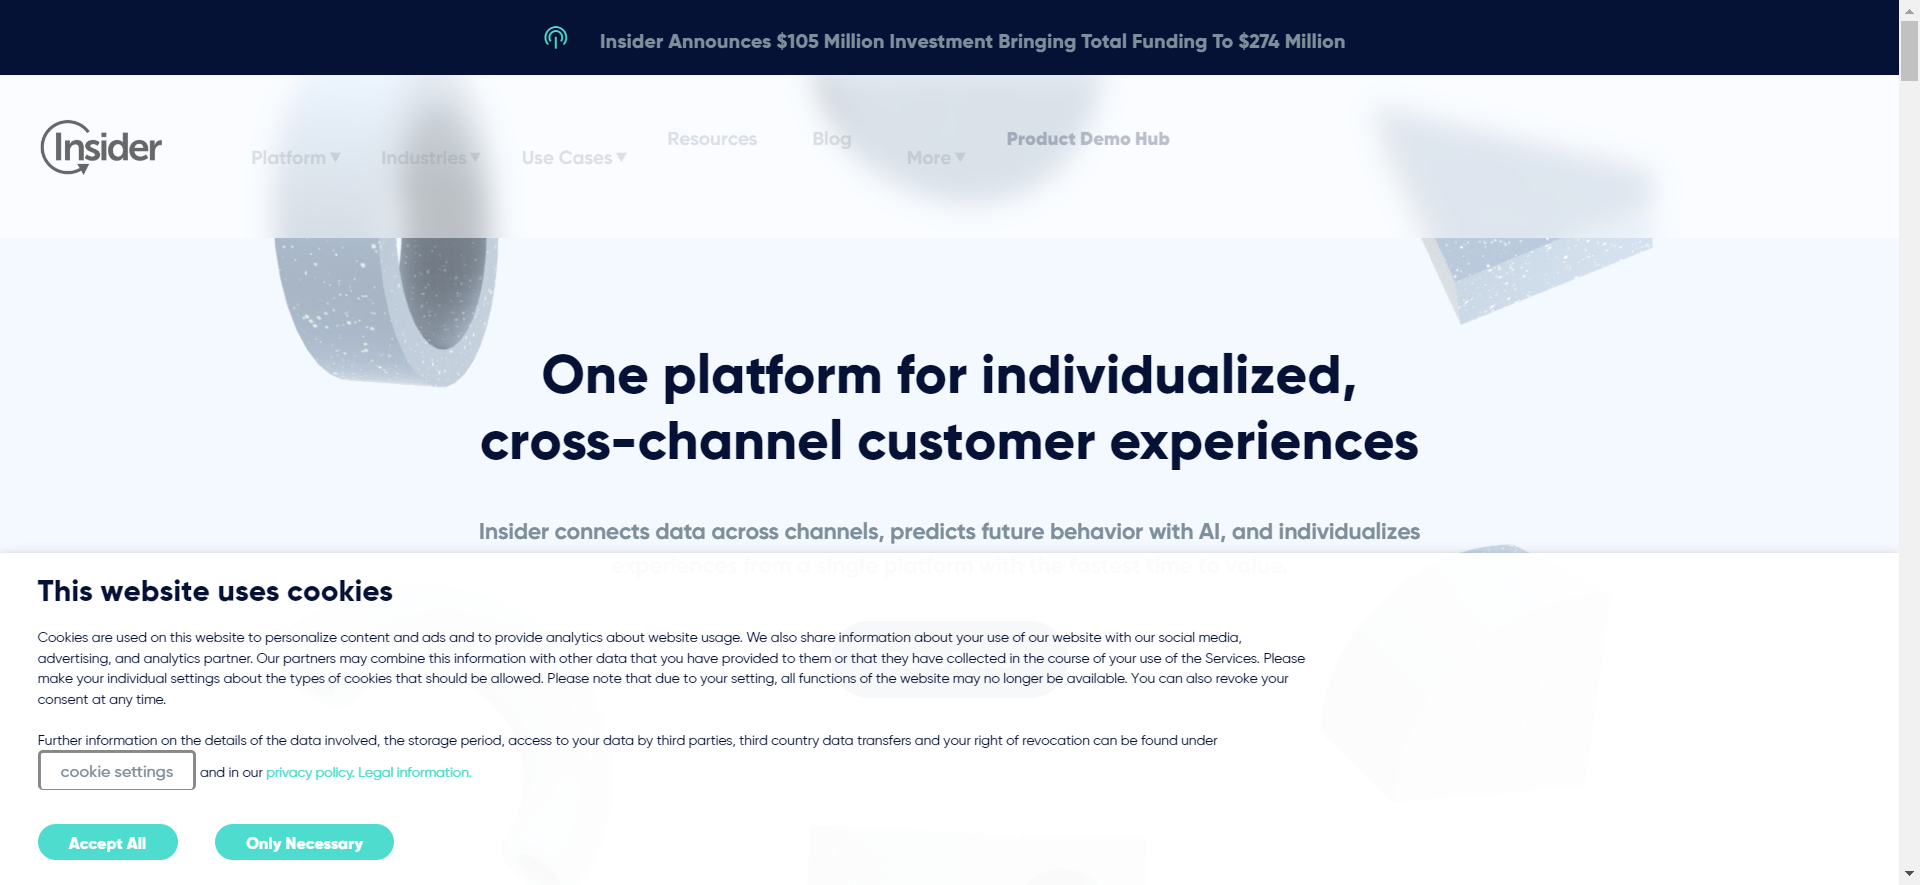 Insider Announces $105 Million Investment Bringing Total Funding To $274 Million
Insider
Platform
Industries
Use Cases
Resources
Blog
More
Product Demo Hub
One platform for individualized,
cross-channel customer experiences
Insider connects data across channels, predicts future behavior with AI, and individualizes
experiences from a single platform with the fastest time to value.
This website uses cookies
Cookies are used on this website to personalize content and ads and to provide analytics about website usage. We also share information about your use of our website with our social media,
advertising, and analytics partner. Our partners may combine this information with other data that you have provided to them or that they have collected in the course of your use of the Services. Please
make your individual settings about the types of cookies that should be allowed. Please note that due to your setting, all functions of the website may no longer be available. You can also revoke your
consent at any time.
Further information on the details of the data involved, the storage period, access to your data by third parties, third country data transfers and your right of revocation can be found under
cookie settings and in our privacy policy. Legal information.
Accept All
Only Necessary